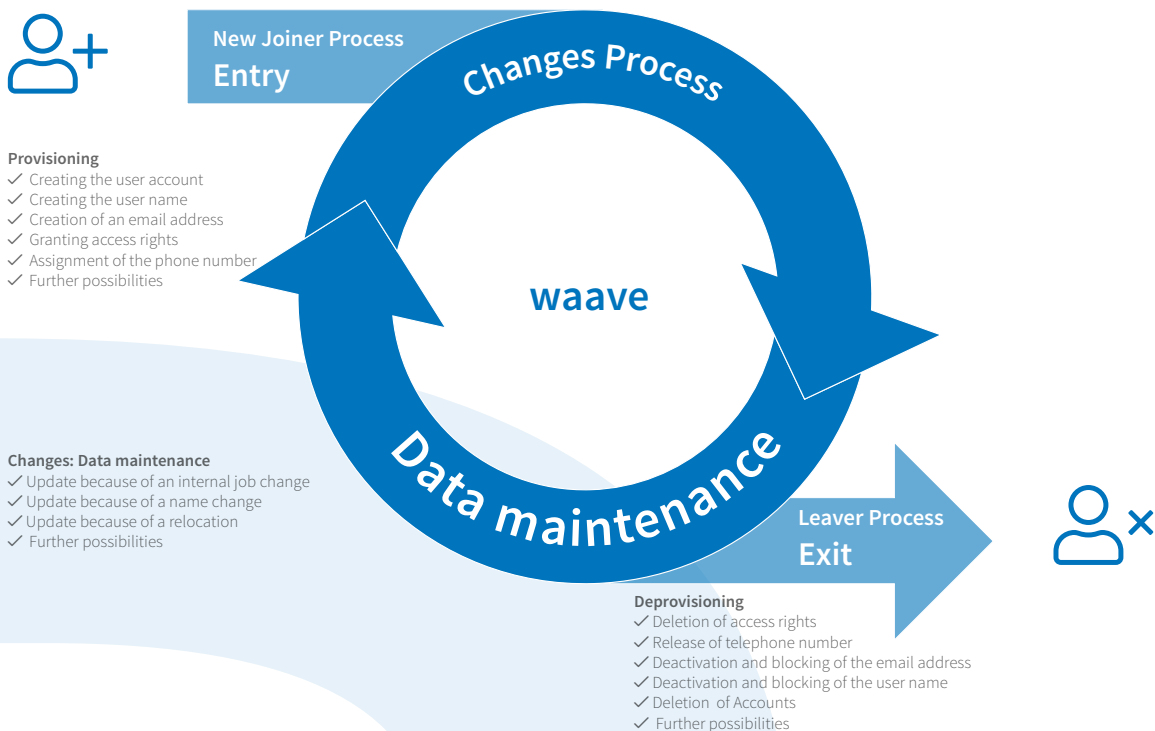 New Joiner Process
Entry
Changes Process
Provisioning
Creating the user account
Creating the user name
Creation of an email address
Granting access rights
Assignment of the phone number
Further possibilities
waave
Changes: Data maintenance
Update because of an internal job change
Update because of a name change
Update because of a relocation
Further possibilities
Data maintenance
Leaver Process
Exit
Deprovisioning
Deletion of access rights
Release of telephone number
Deactivation and blocking of the email address
Deactivation and blocking of the user name
Deletion  of Accounts
Further possibilities